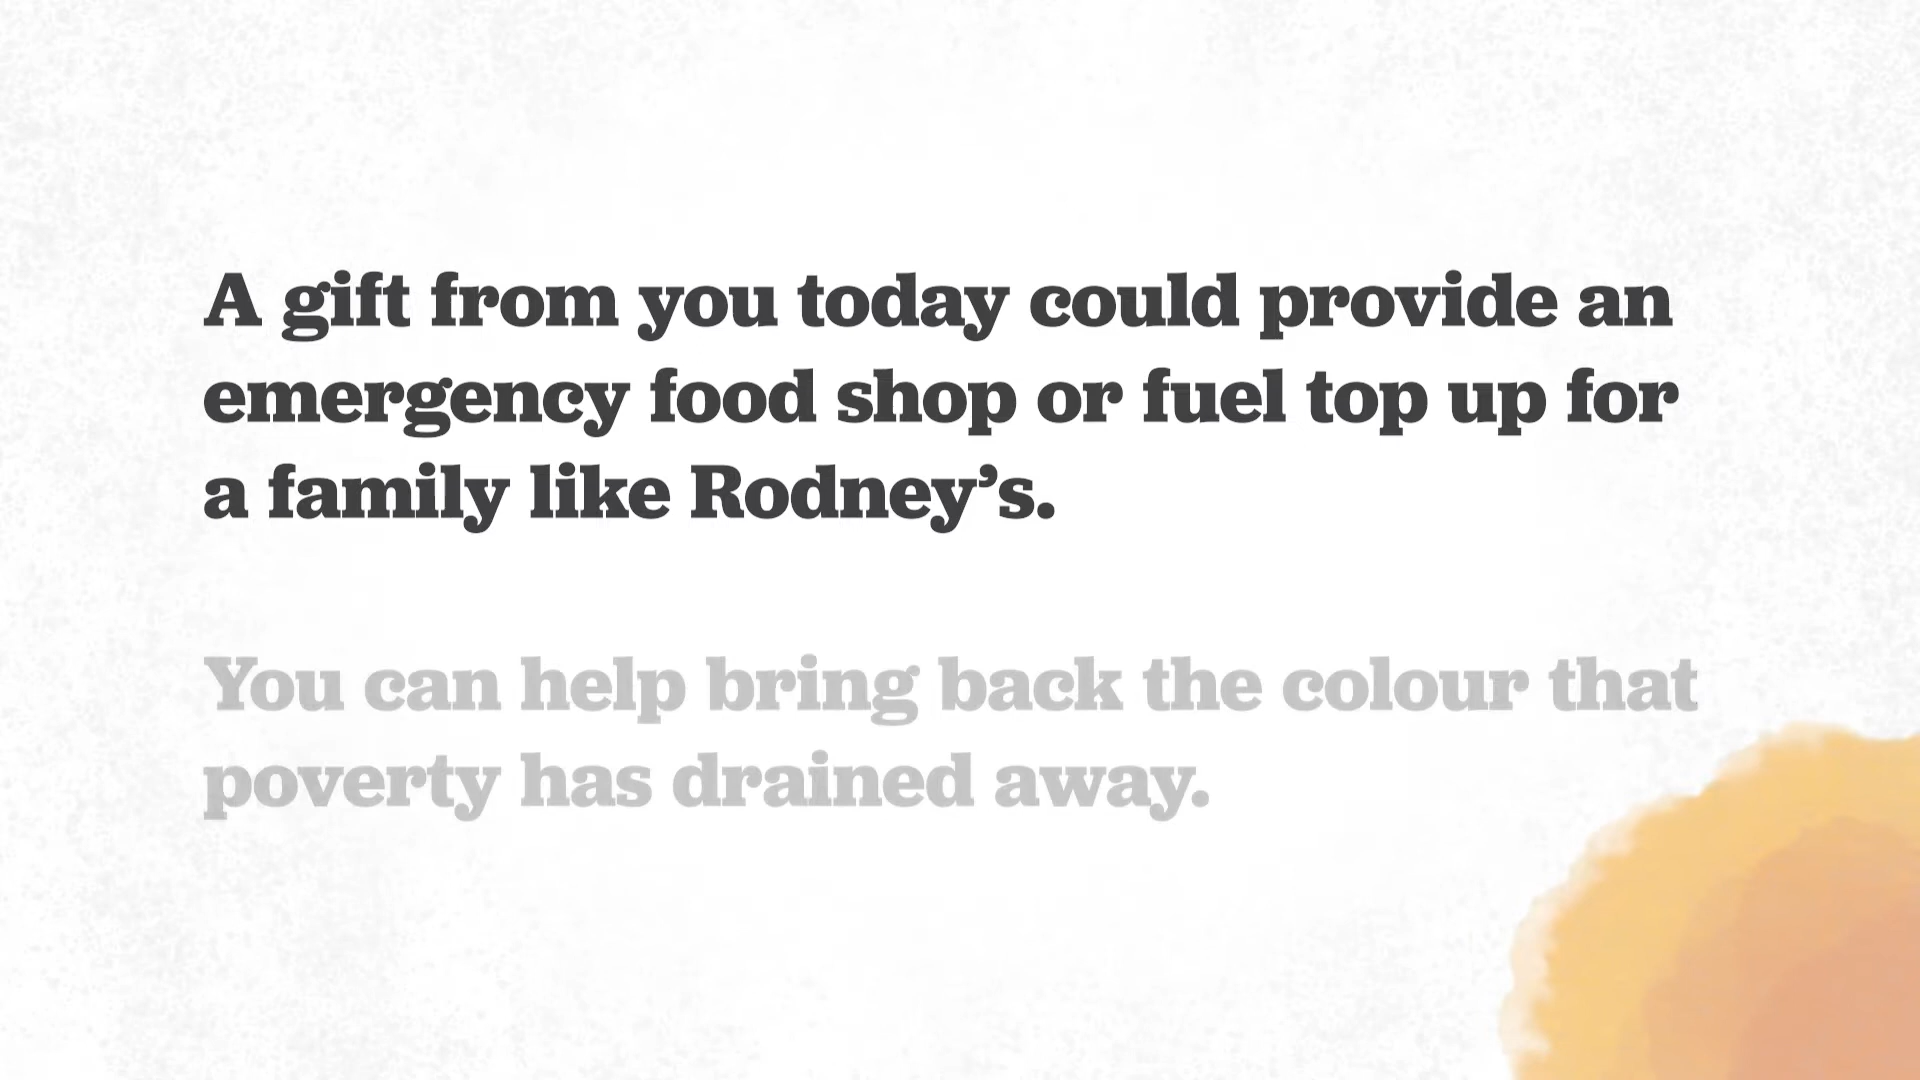 A gift from you today could provide an
emergency food shop or fuel top up for
a family like Rodney’s.
You can help bring back the colour that
poverty has drained away.